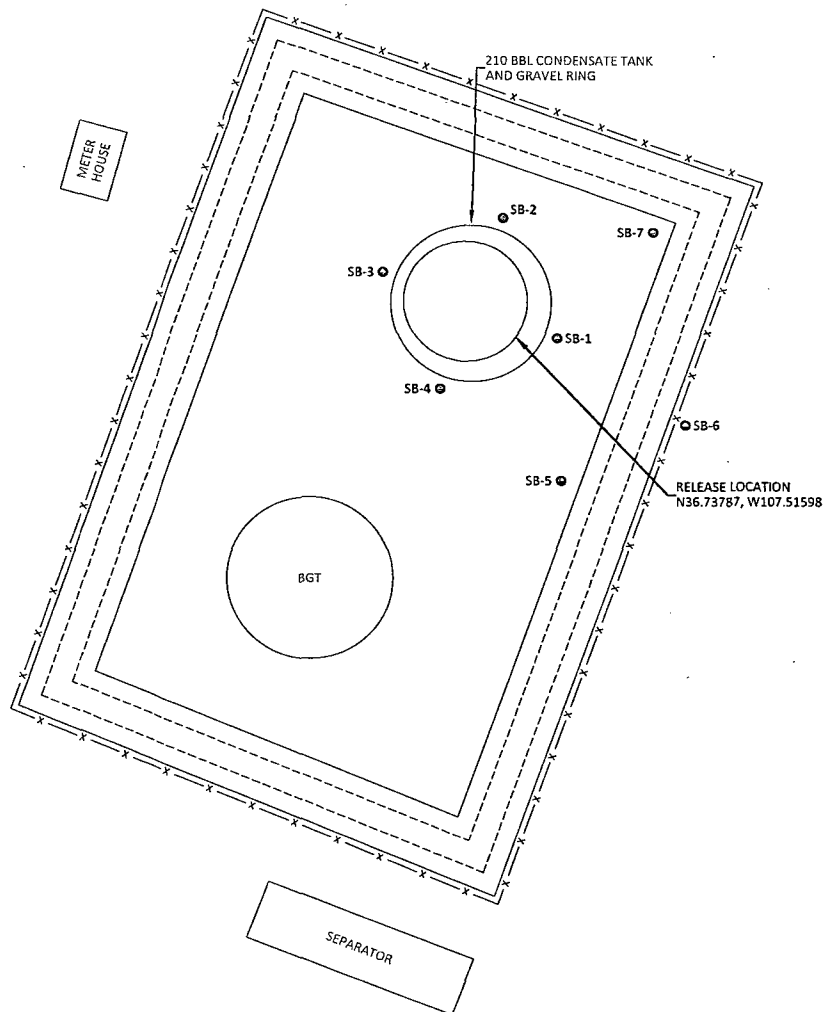 210 BBL CONDENSATE TANK
AND GRAVEL RING
METER
HOUSE
SB-2
SB-7
SB-3
SB-1
SB-4
SB-6
SB-5
RELEASE LOCATION
N36.73787, W107.51598
BGT
SEPARATOR